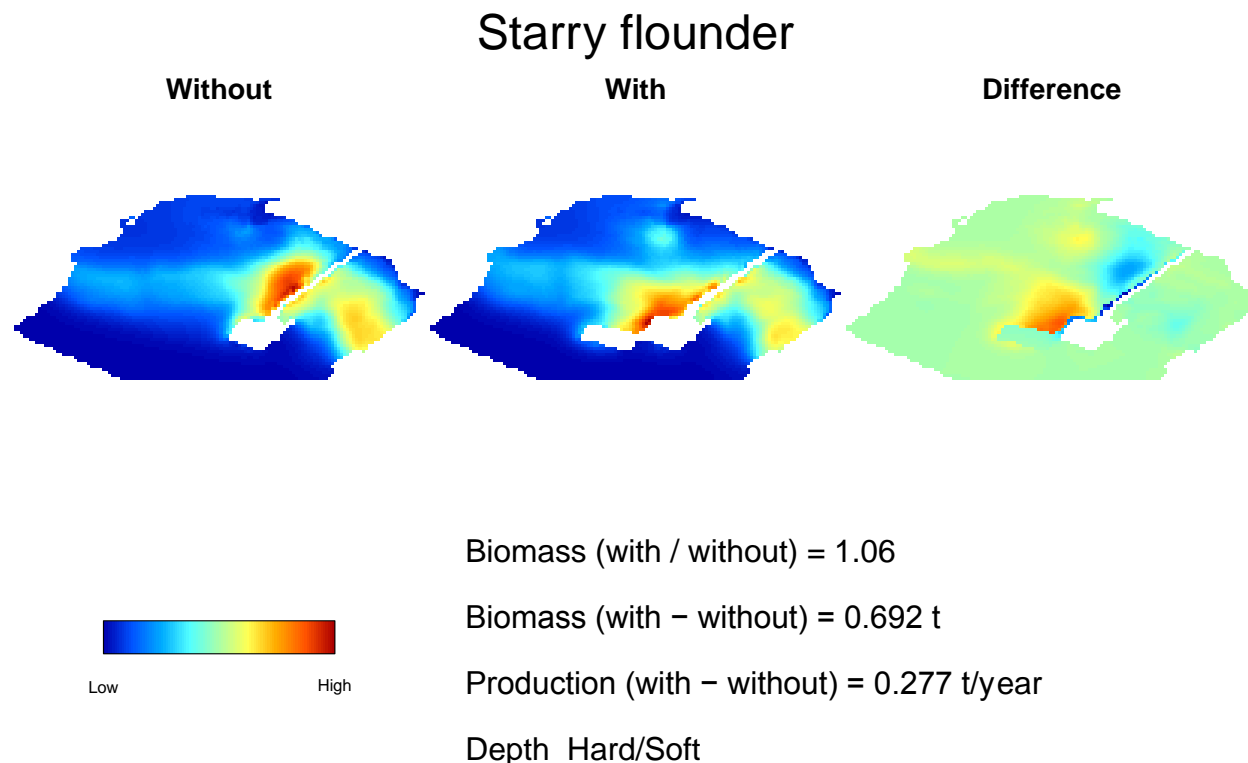 Starry flounder
Without With Difference
Biomass (with / without) = 1.06
Biomass (with − without) = 0.692 t
Low High
Production (with − without) = 0.277 t/year
Depth Hard/Soft